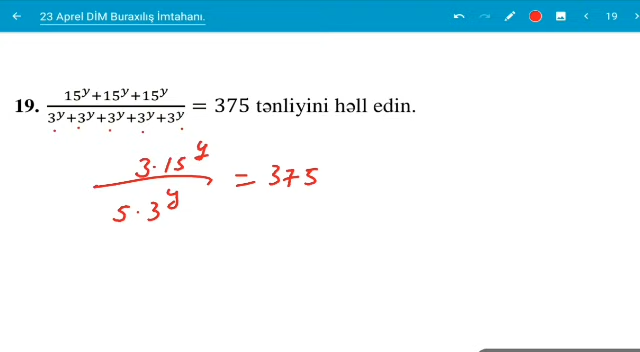 23 Aprel DİM Buraxılış İmtahanı.
19
19. (15^y+15^y+15^y)/(3^y+3^y+3^y+3^y+3^y) = 375 tənliyini həll edin.
(3·15^y)/(5·3^y) = 375